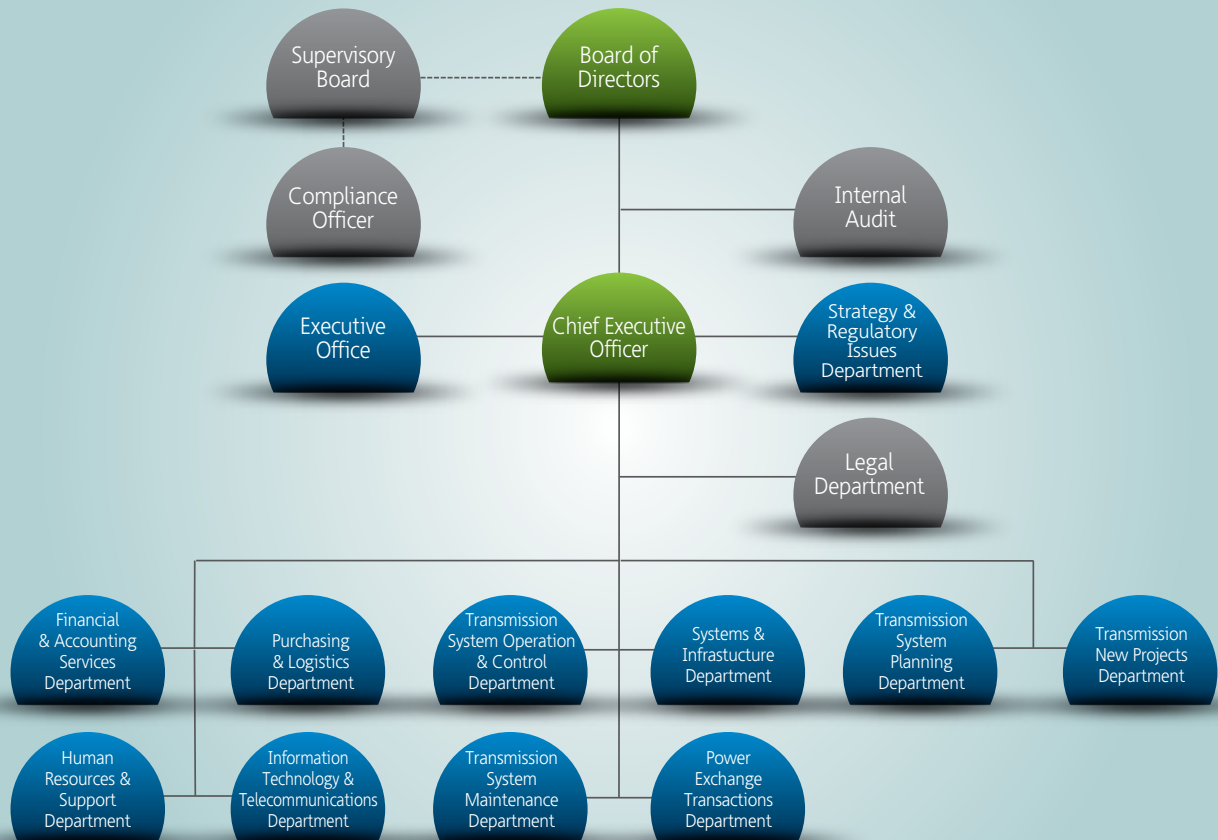 Supervisory
Board
Board of
Directors
Compliance
Officer
Internal
Audit
Executive
Office
Chief Executive
Officer
Strategy &
Regulatory
Issues
Department
Legal
Department
Financial
& Accounting
Services
Department
Purchasing
& Logistics
Department
Transmission
System Operation
& Control
Department
Systems &
Infrastucture
Department
Transmission
System
Planning
Department
Transmission
New Projects
Department
Human
Resources &
Support
Department
Information
Technology &
Telecommunications
Department
Transmission
System
Maintenance
Department
Power
Exchange
Transactions
Department